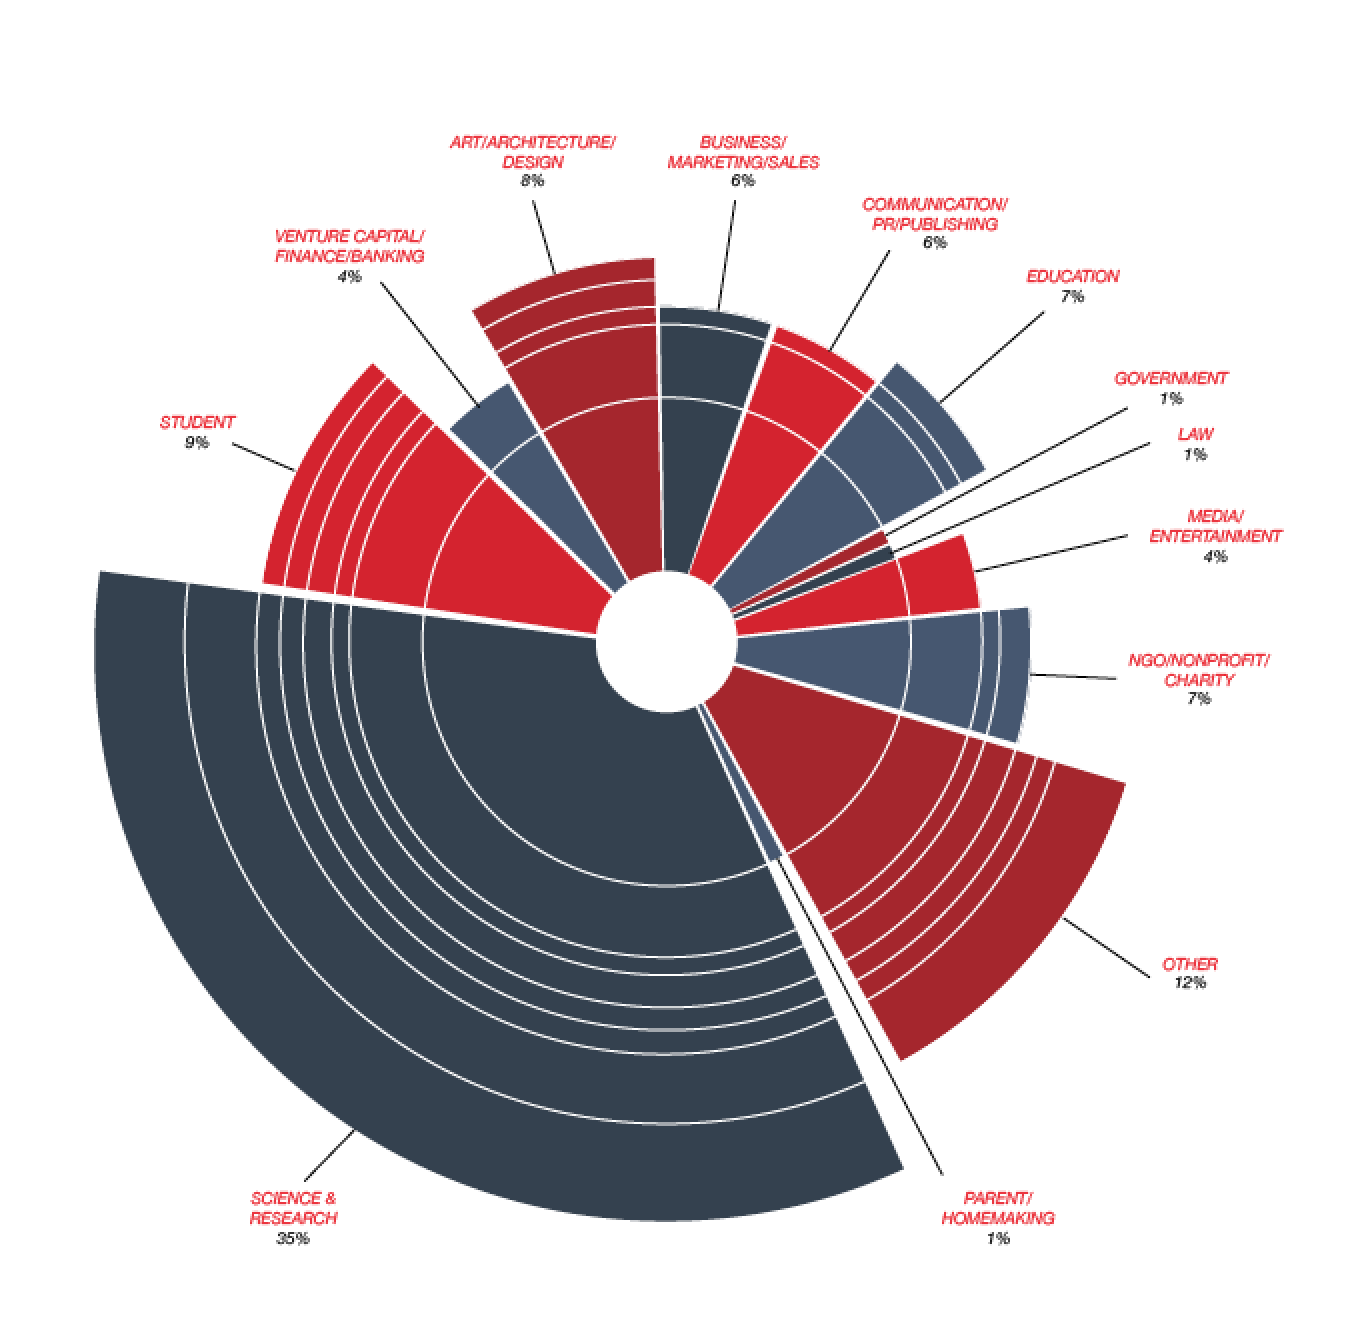 ART/ARCHITECTURE/
DESIGN
8%
BUSINESS/
MARKETING/SALES
6%
COMMUNICATION/
PR/PUBLISHING
6%
VENTURE CAPITAL/
FINANCE/BANKING
4%
EDUCATION
7%
GOVERNMENT
1%
STUDENT
9%
LAW
1%
MEDIA/
ENTERTAINMENT
4%
NGO/NONPROFIT/
CHARITY
7%
OTHER
12%
SCIENCE &
RESEARCH
35%
PARENT/
HOMEMAKING
1%